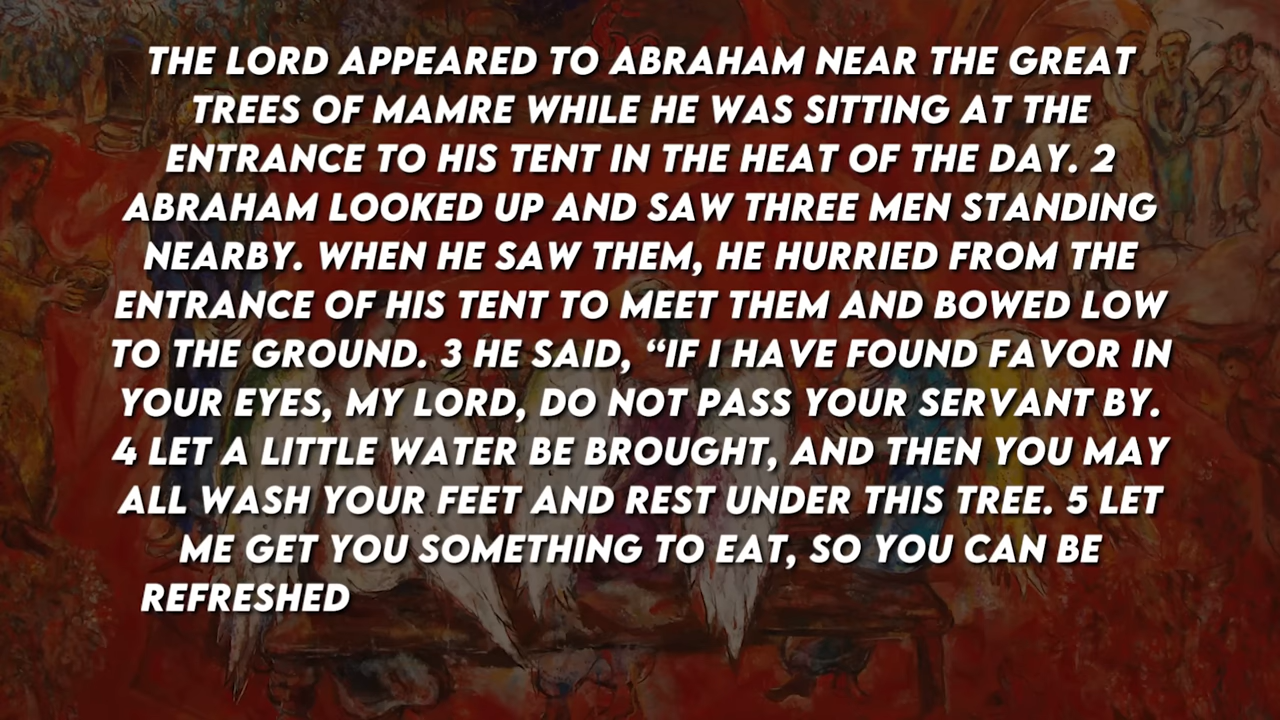 THE LORD APPEARED TO ABRAHAM NEAR THE GREAT
TREES OF MAMRE WHILE HE WAS SITTING AT THE
ENTRANCE TO HIS TENT IN THE HEAT OF THE DAY. 2
ABRAHAM LOOKED UP AND SAW THREE MEN STANDING
NEARBY. WHEN HE SAW THEM, HE HURRIED FROM THE
ENTRANCE OF HIS TENT TO MEET THEM AND BOWED LOW
TO THE GROUND. 3 HE SAID, “IF I HAVE FOUND FAVOR IN
YOUR EYES, MY LORD, DO NOT PASS YOUR SERVANT BY.
4 LET A LITTLE WATER BE BROUGHT, AND THEN YOU MAY
ALL WASH YOUR FEET AND REST UNDER THIS TREE. 5 LET
ME GET YOU SOMETHING TO EAT, SO YOU CAN BE
REFRESHED